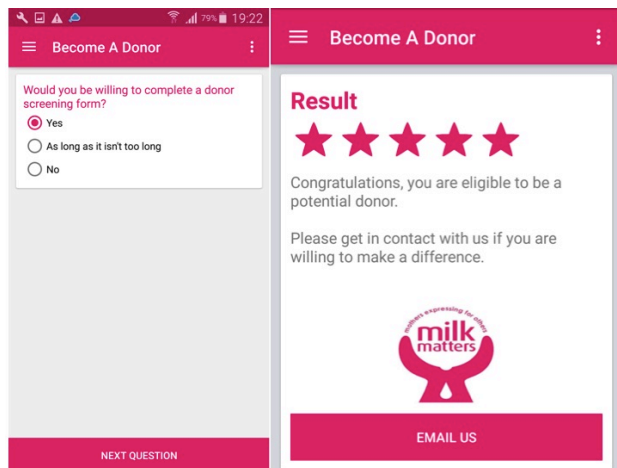 79% 19:22
Become A Donor
Would you be willing to complete a donor
screening form?
Yes
As long as it isn't too long
No
NEXT QUESTION
Become A Donor
Result
Congratulations, you are eligible to be a
potential donor.
Please get in contact with us if you are
willing to make a difference.
mothers expressing for others
milk
matters
EMAIL US